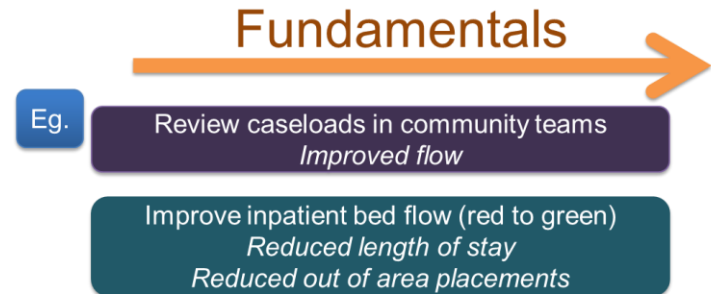 Fundamentals
Eg.
Review caseloads in community teams
Improved flow
Improve inpatient bed flow (red to green)
Reduced length of stay
Reduced out of area placements